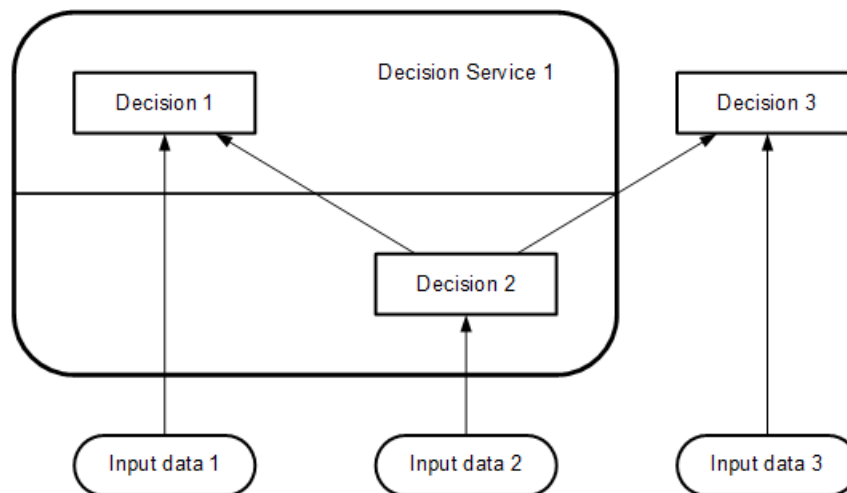 Decision Service 1
Decision 1
Decision 3
Decision 2
Input data 1
Input data 2
Input data 3